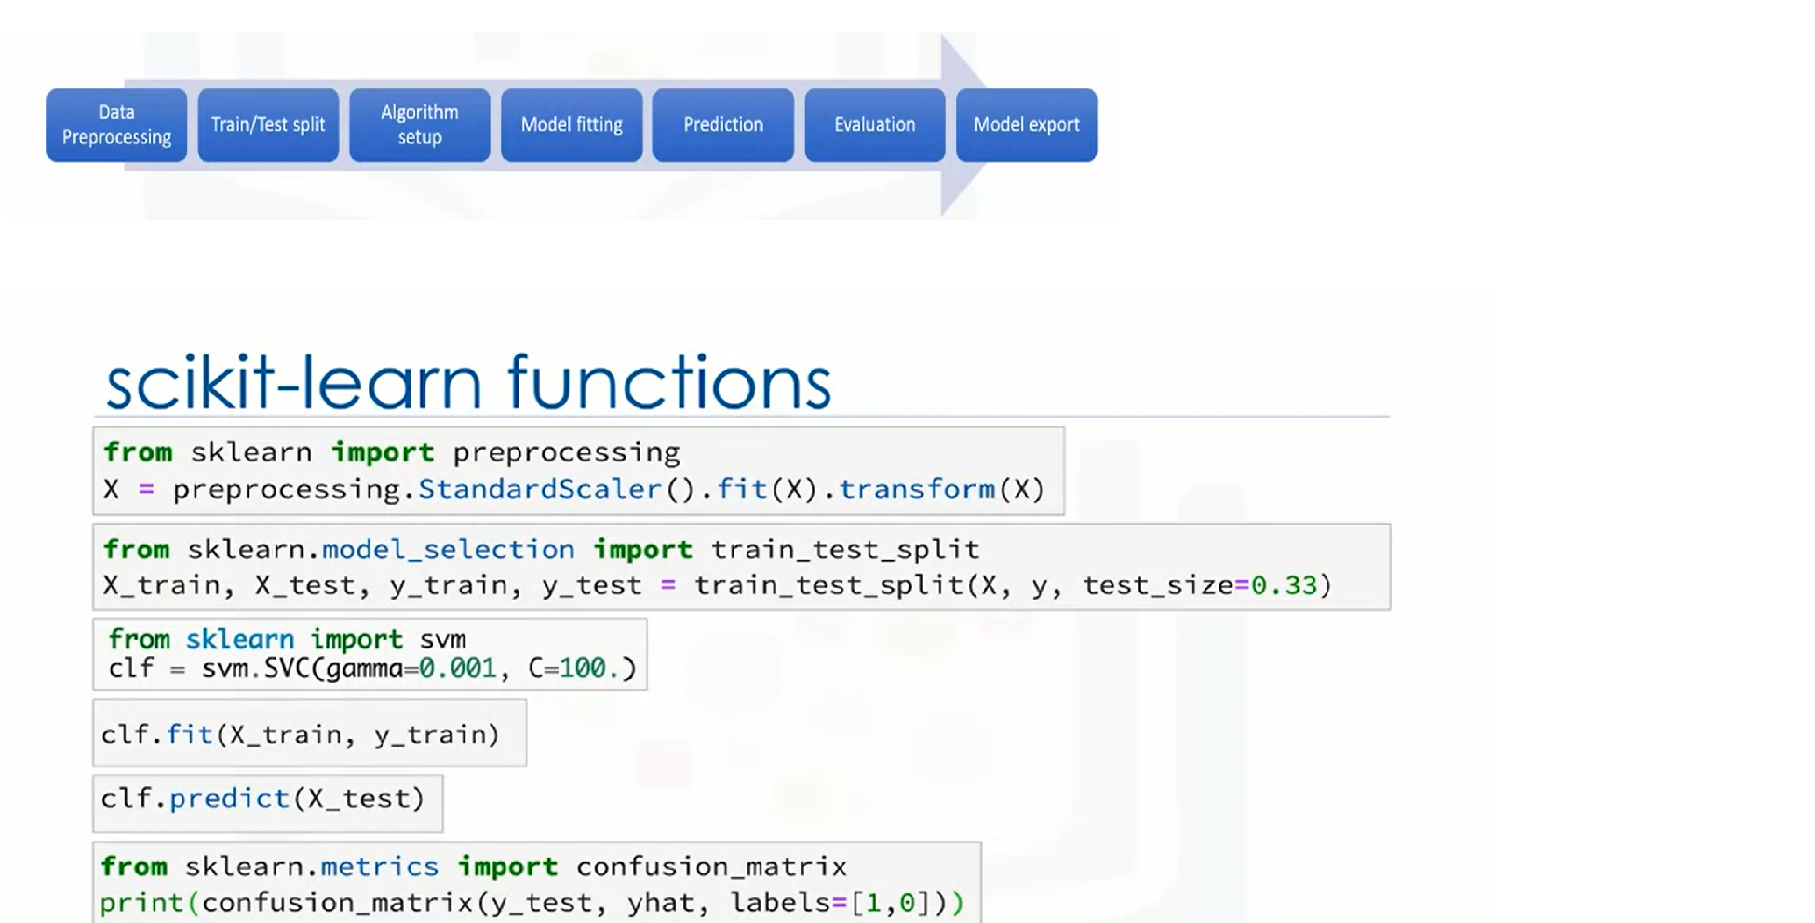 Data
Preprocessing
Train/Test split
Algorithm
setup
Model fitting
Prediction
Evaluation
Model export
scikit-learn functions
from sklearn import preprocessing
X = preprocessing.StandardScaler().fit(X).transform(X)
from sklearn.model_selection import train_test_split
X_train, X_test, y_train, y_test = train_test_split(X, y, test_size=0.33)
from sklearn import svm
clf = svm.SVC(gamma=0.001, C=100.)
clf.fit(X_train, y_train)
clf.predict(X_test)
from sklearn.metrics import confusion_matrix
print(confusion_matrix(y_test, yhat, labels=[1,0]))